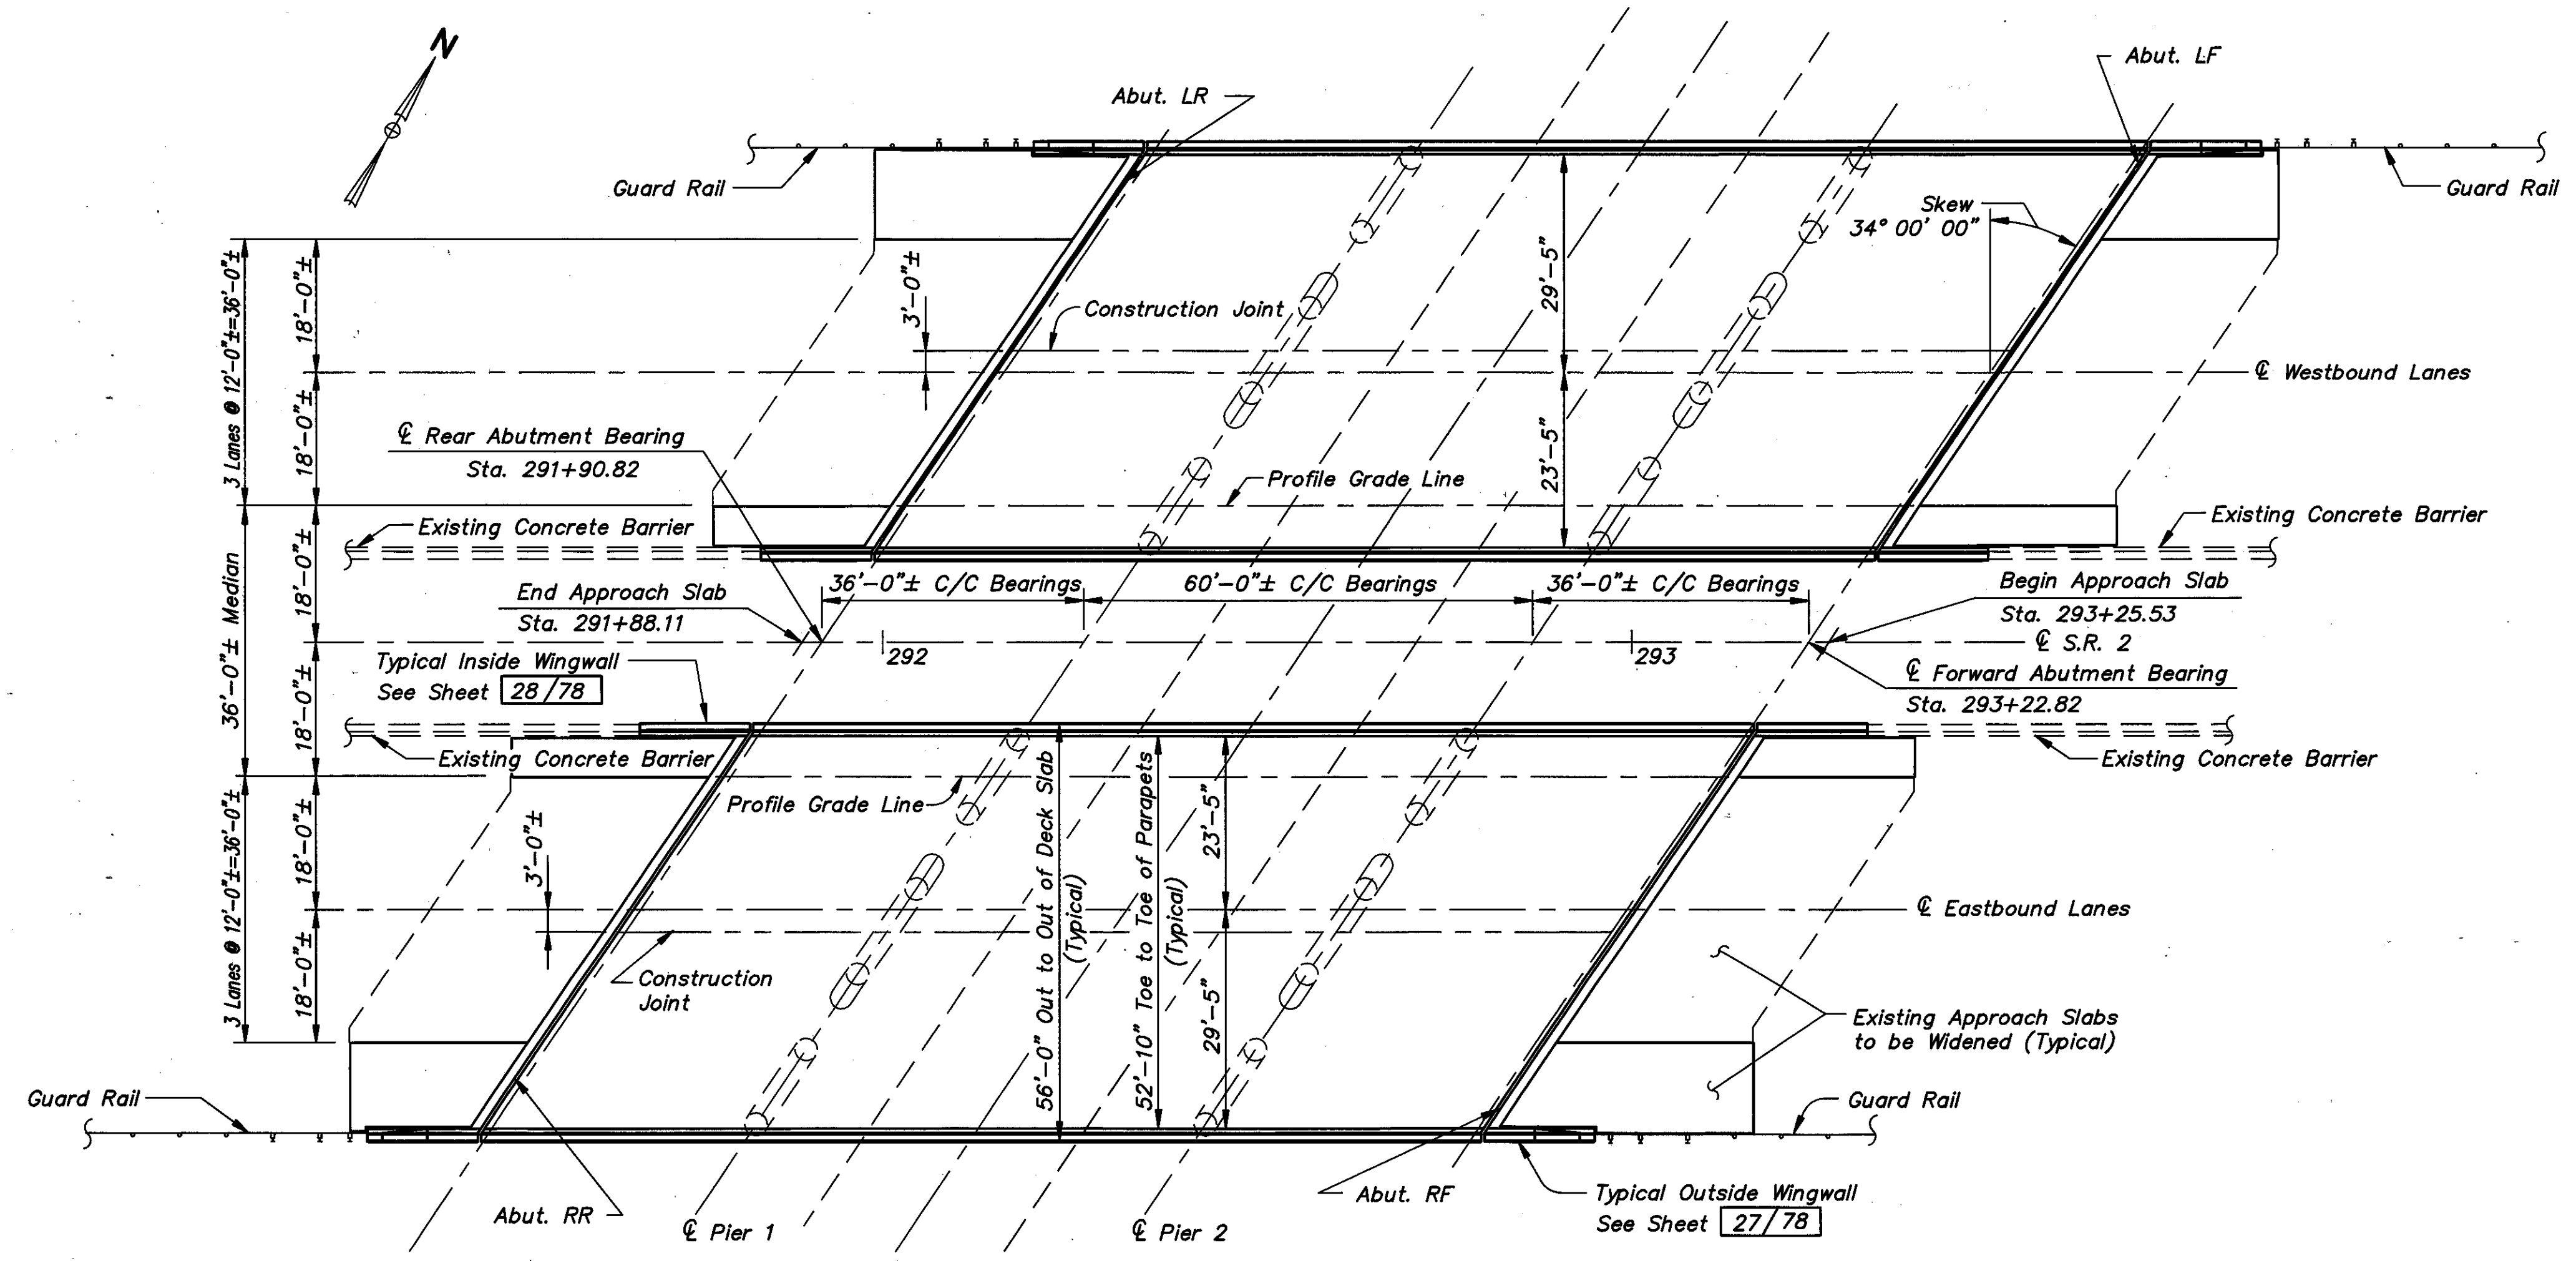 N
Abut. LF
Abut. LR
Guard Rail
Guard Rail
Skew
34° 00' 00"
3 Lanes @ 12'-0"±=36'-0"±
18'-0"±
3'-0"±
29'-5"
Construction Joint
℄ Westbound Lanes
18'-0"±
℄ Rear Abutment Bearing
Sta. 291+90.82
23'-5"
Profile Grade Line
Existing Concrete Barrier
Existing Concrete Barrier
36'-0"± Median
18'-0"±
36'-0"± C/C Bearings
60'-0"± C/C Bearings
36'-0"± C/C Bearings
End Approach Slab
Sta. 291+88.11
Begin Approach Slab
Sta. 293+25.53
292
293
℄ S.R. 2
Typical Inside Wingwall
See Sheet 28/78
℄ Forward Abutment Bearing
Sta. 293+22.82
18'-0"±
Existing Concrete Barrier
Existing Concrete Barrier
Profile Grade Line
3 Lanes @ 12'-0"±=36'-0"±
18'-0"±
3'-0"±
56'-0" Out to Out of Deck Slab
(Typical)
52'-10" Toe to Toe of Parapets
(Typical)
23'-5"
℄ Eastbound Lanes
18'-0"±
Construction
Joint
29'-5"
Existing Approach Slabs
to be Widened (Typical)
Guard Rail
Guard Rail
Abut. RR
℄ Pier 1
℄ Pier 2
Abut. RF
Typical Outside Wingwall
See Sheet 27/78